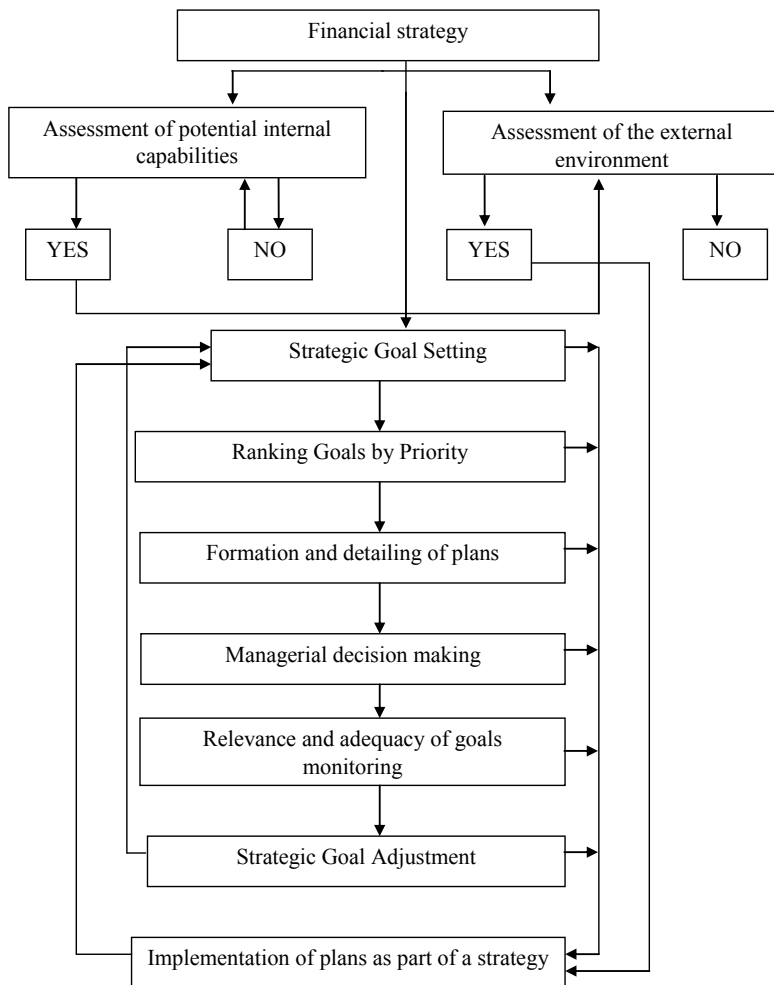 Financial strategy
Assessment of potential internal
capabilities
Assessment of the external
environment
YES
NO
YES
NO
Strategic Goal Setting
Ranking Goals by Priority
Formation and detailing of plans
Managerial decision making
Relevance and adequacy of goals
monitoring
Strategic Goal Adjustment
Implementation of plans as part of a strategy